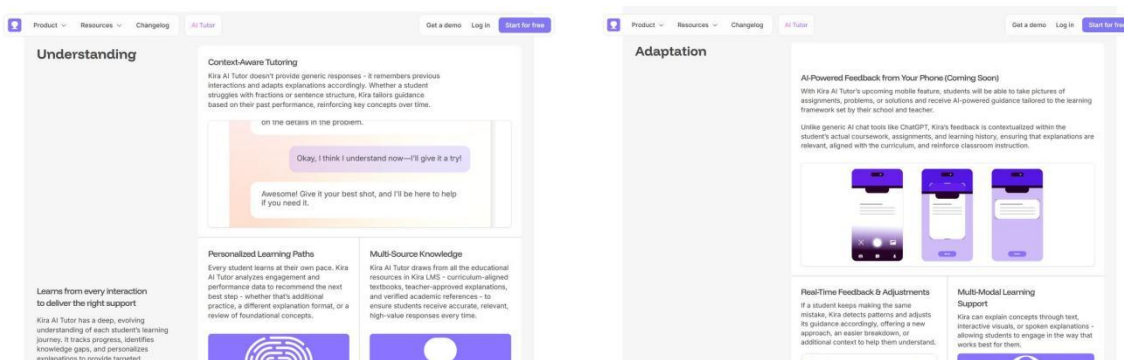 Product Resources Changelog AI Tutor Get a demo Log in Start for free
Understanding
Context-Aware Tutoring
Kira AI Tutor doesn't provide generic responses - it remembers previous
interactions and adapts explanations accordingly. Whether a student
struggles with fractions or sentence structure, Kira tailors guidance
based on their past performance, reinforcing key concepts over time.
on the details in the problem.
Okay, I think I understand now—I'll give it a try!
Awesome! Give it your best shot, and I'll be here to help
if you need it.
Learns from every interaction
to deliver the right support
Kira AI Tutor has a deep, evolving
understanding of each student's learning
journey. It tracks progress, identifies
knowledge gaps, and personalizes
explanations to provide targeted
Personalized Learning Paths
Every student learns at their own pace. Kira
AI Tutor analyzes engagement and
performance data to recommend the next
best step - whether that's additional
practice, a different explanation format, or a
review of foundational concepts.
Multi-Source Knowledge
Kira AI Tutor draws from all the educational
resources in Kira LMS - curriculum-aligned
textbooks, teacher-approved explanations,
and verified academic references - to
ensure students receive accurate, relevant,
high-value responses every time.
Product Resources Changelog AI Tutor Get a demo Log in Start for free
Adaptation
AI-Powered Feedback from Your Phone (Coming Soon)
With Kira AI Tutor's upcoming mobile feature, students will be able to take pictures of
assignments, problems, or solutions and receive AI-powered guidance tailored to the learning
framework set by their school and teacher.
Unlike generic AI chat tools like ChatGPT, Kira's feedback is contextualized within the
student's actual coursework, assignments, and learning history, ensuring that explanations are
relevant, aligned with the curriculum, and reinforce classroom instruction.
Real-Time Feedback & Adjustments
If a student keeps making the same
mistake, Kira detects patterns and adjusts
its guidance accordingly, offering a new
approach, an easier breakdown, or
additional context to help them understand.
Multi-Modal Learning
Support
Kira can explain concepts through text,
interactive visuals, or spoken explanations -
allowing students to engage in the way that
works best for them.